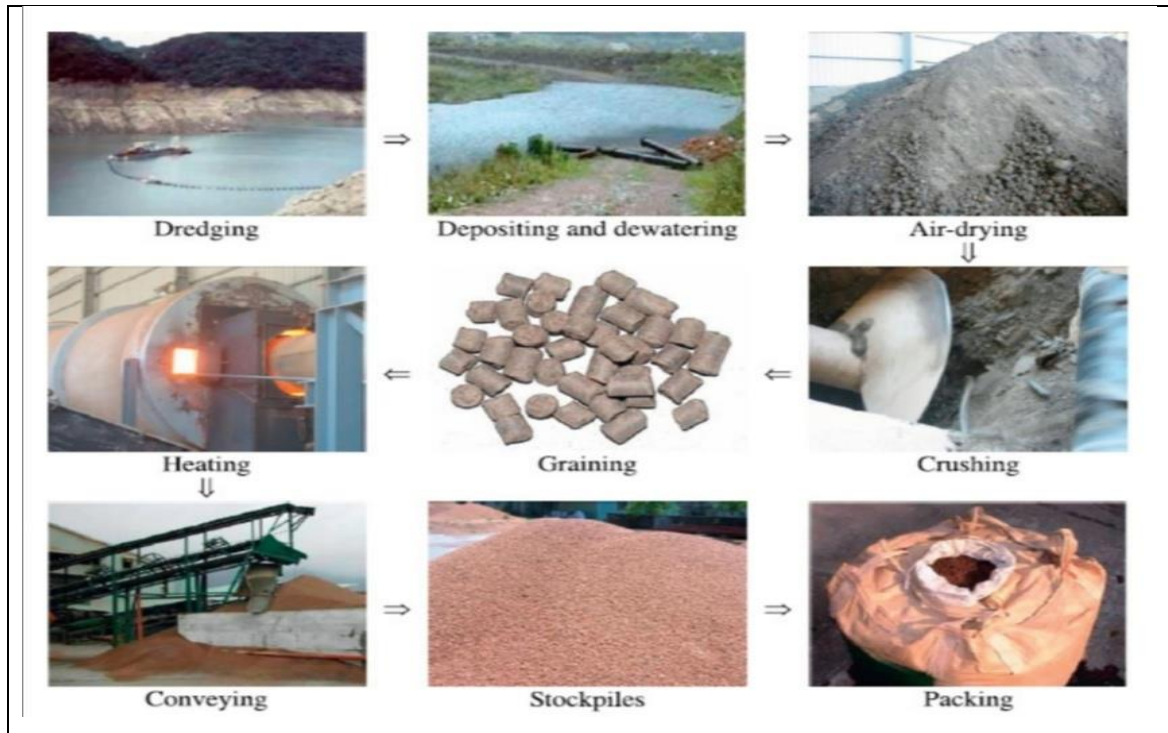 Dredging
⇒
Depositing and dewatering
⇒
Air-drying
⇓
Heating
⇐
Graining
⇐
Crushing
⇓
Conveying
⇒
Stockpiles
⇒
Packing